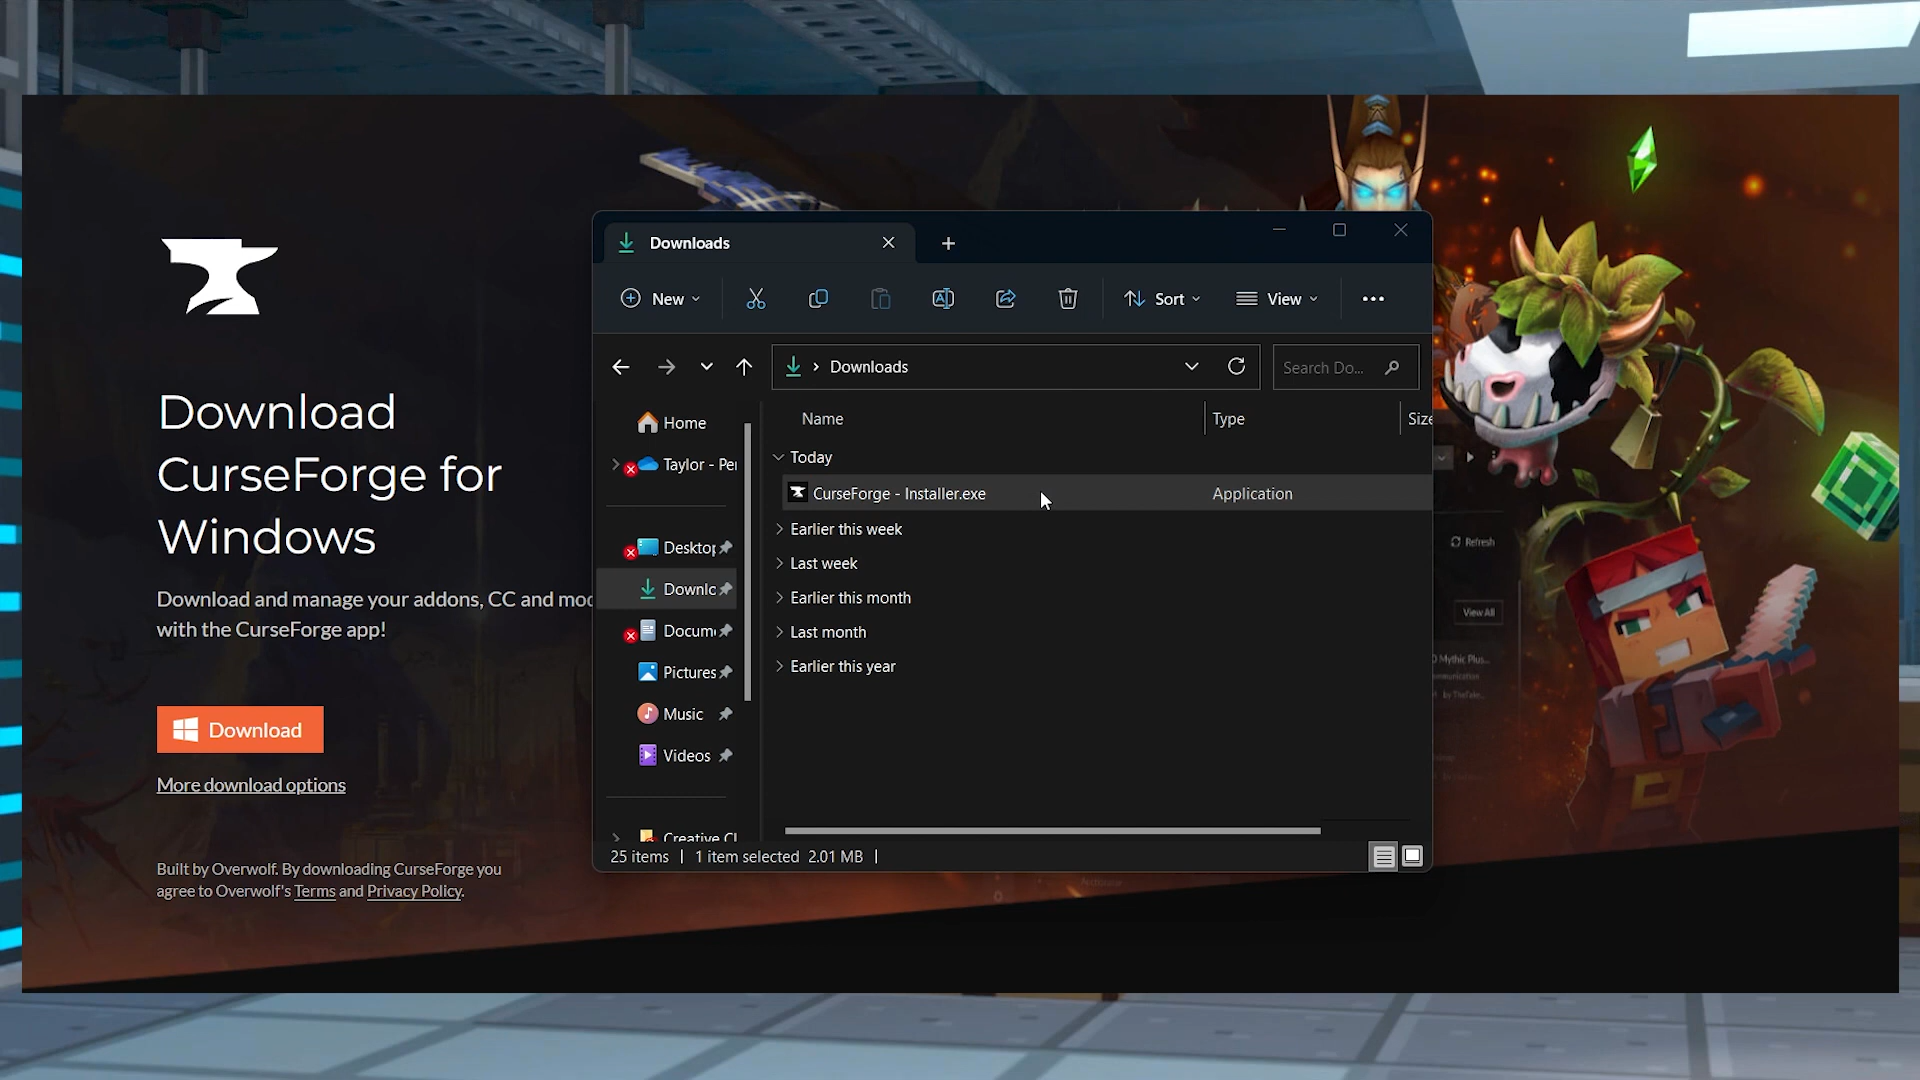 Download
CurseForge for
Windows
Download and manage your addons, CC and mod
with the CurseForge app!
Download
More download options
Built by Overwolf. By downloading CurseForge you
agree to Overwolf's Terms and Privacy Policy.
Downloads
New
Sort
View
Downloads
Search Do...
Home
Taylor - Per
Desktop
Downlc
Docume
Pictures
Music
Videos
Creative Cl
Name Type Size
Today
CurseForge - Installer.exe Application
Earlier this week
Last week
Earlier this month
Last month
Earlier this year
25 items 1 item selected 2.01 MB
Refresh
View All
Mythic Plus...